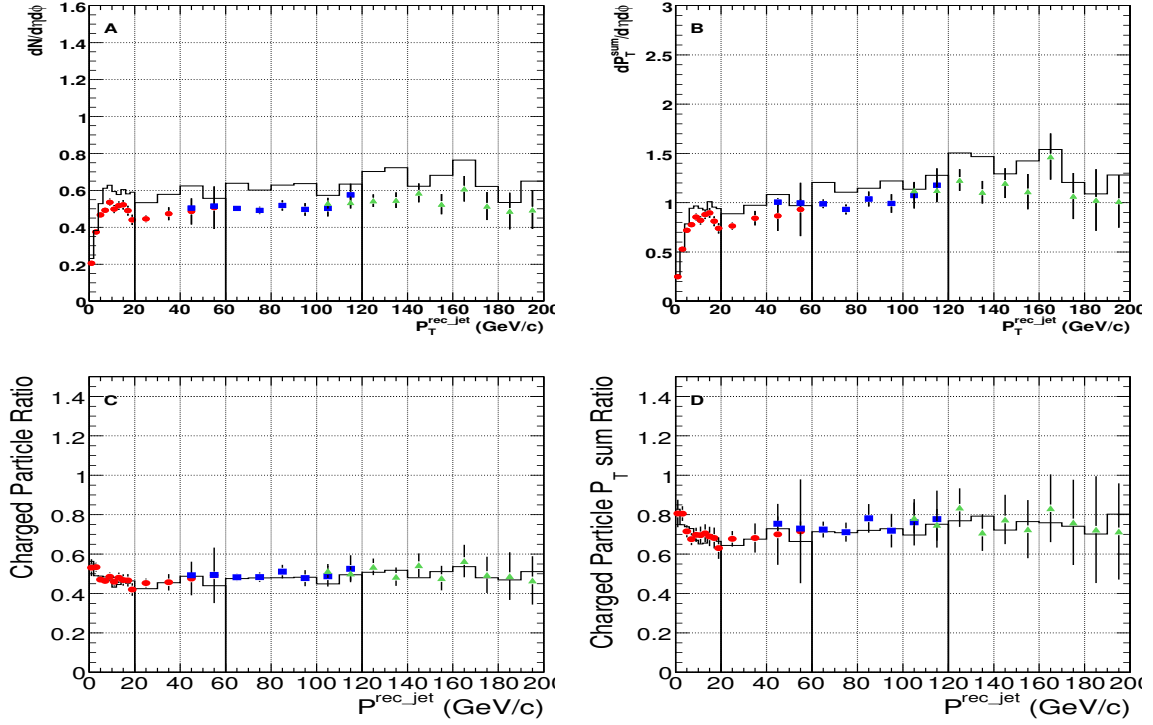 A
dN/dηdϕ
1.6
1.4
1.2
1
0.8
0.6
0.4
0.2
0
0 20 40 60 80 100 120 140 160 180 200
P_T^rec_jet (GeV/c)
B
dP_T^sum/dηdϕ
3
2.5
2
1.5
1
0.5
0
0 20 40 60 80 100 120 140 160 180 200
P_T^rec_jet (GeV/c)
C
Charged Particle Ratio
1.4
1.2
1
0.8
0.6
0.4
0.2
0
0 20 40 60 80 100 120 140 160 180 200
P^rec_jet (GeV/c)
D
Charged Particle P_T sum Ratio
1.4
1.2
1
0.8
0.6
0.4
0.2
0
0 20 40 60 80 100 120 140 160 180 200
P^rec_jet (GeV/c)